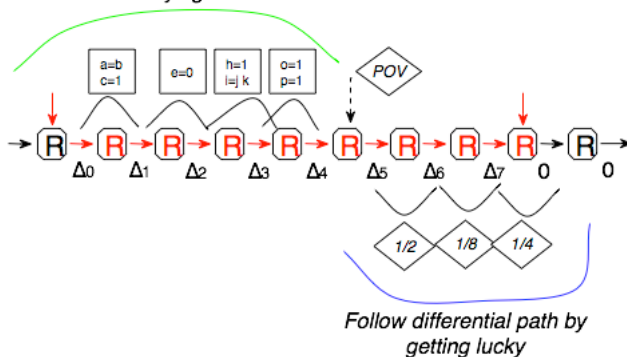 a=b
c=1
e=0
h=1
i=j k
o=1
p=1
POV
R R R R R R R R R R
Δ0 Δ1 Δ2 Δ3 Δ4 Δ5 Δ6 Δ7 0 0
1/2 1/8 1/4
Follow differential path by
getting lucky